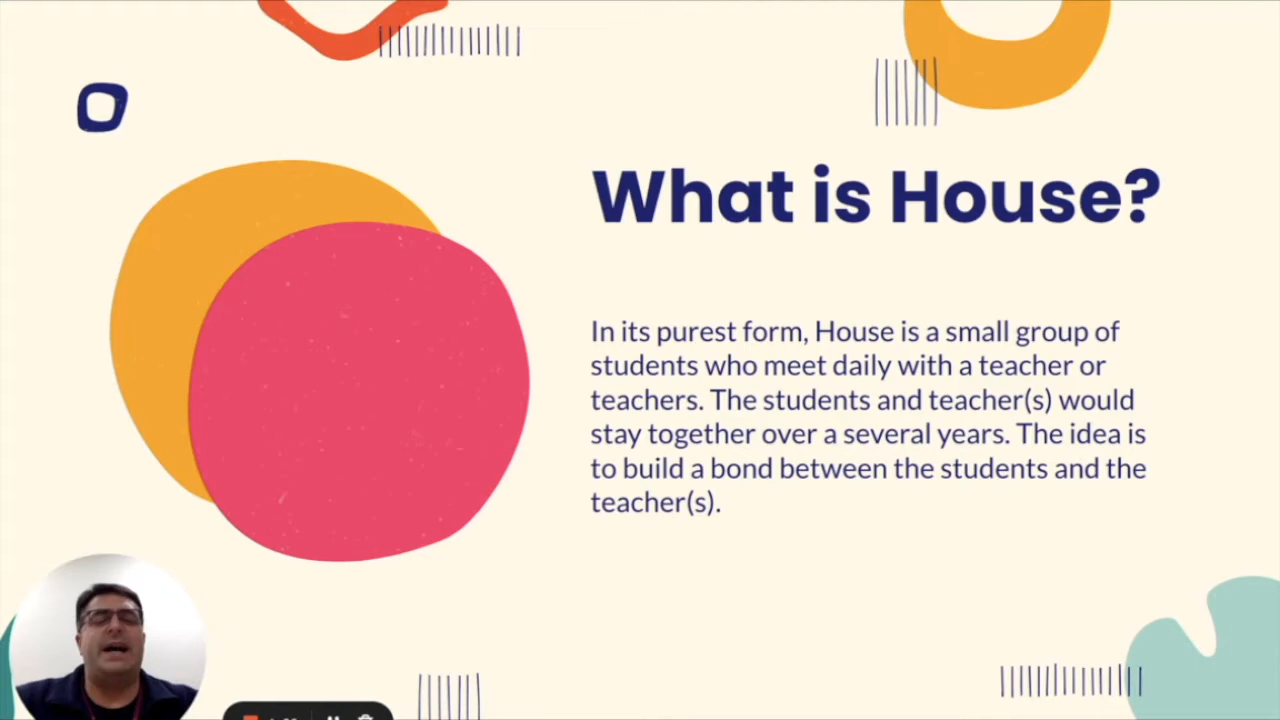 What is House?
In its purest form, House is a small group of
students who meet daily with a teacher or
teachers. The students and teacher(s) would
stay together over a several years. The idea is
to build a bond between the students and the
teacher(s).